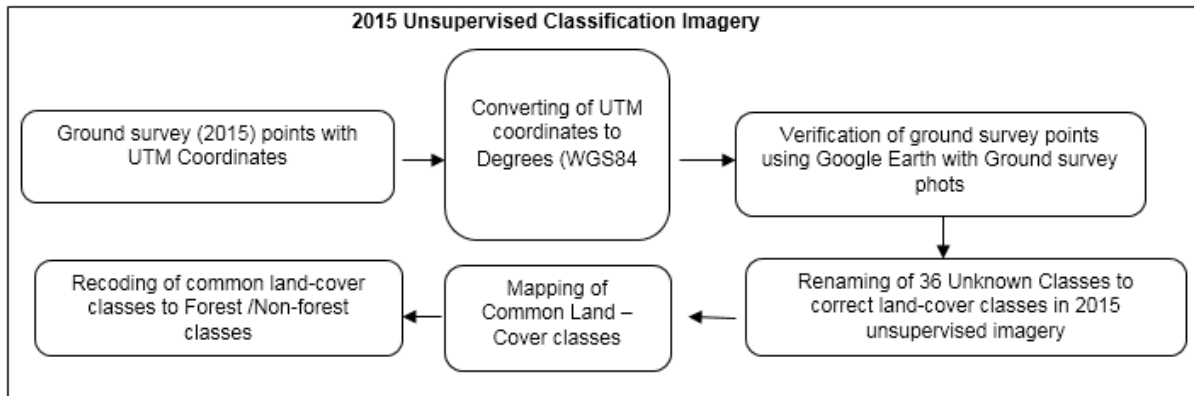 2015 Unsupervised Classification Imagery
Ground survey (2015) points with
UTM Coordinates
Converting of UTM
coordinates to
Degrees (WGS84
Verification of ground survey points
using Google Earth with Ground survey
phots
Renaming of 36 Unknown Classes to
correct land-cover classes in 2015
unsupervised imagery
Mapping of
Common Land –
Cover classes
Recoding of common land-cover
classes to Forest /Non-forest
classes